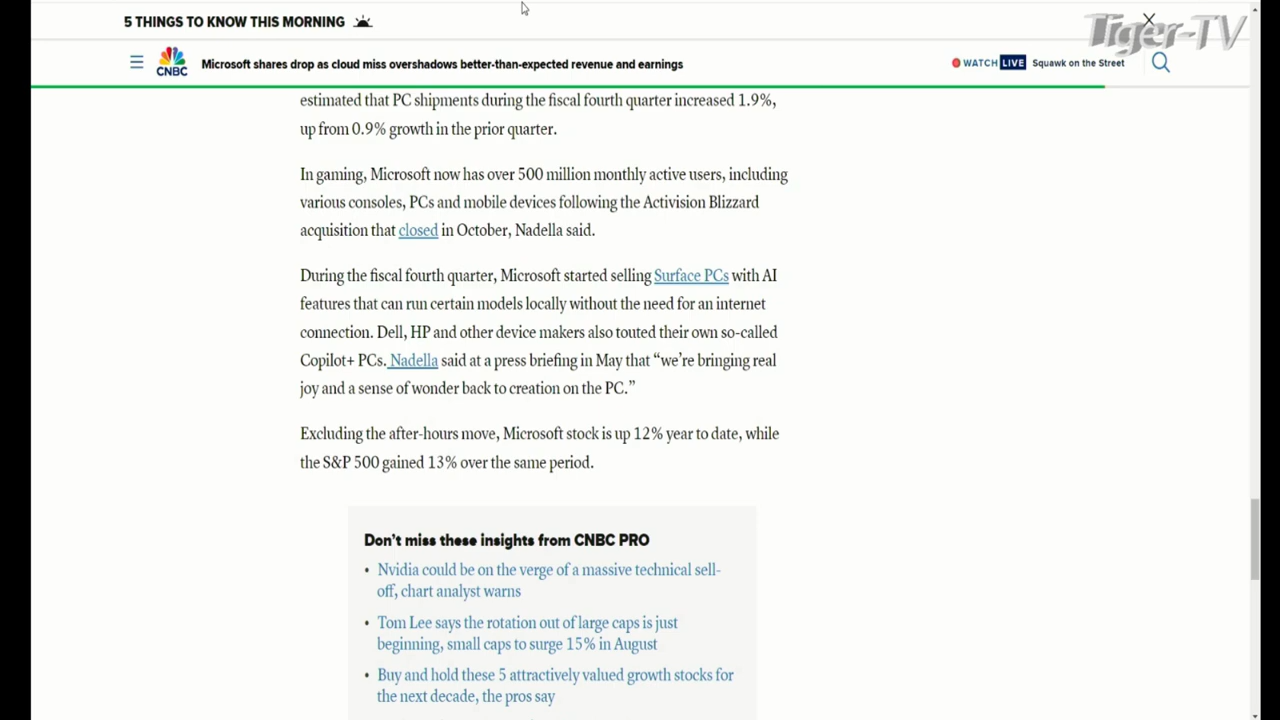 5 THINGS TO KNOW THIS MORNING
Tiger-TV
CNBC
Microsoft shares drop as cloud miss overshadows better-than-expected revenue and earnings
WATCH LIVE Squawk on the Street
estimated that PC shipments during the fiscal fourth quarter increased 1.9%,
up from 0.9% growth in the prior quarter.
In gaming, Microsoft now has over 500 million monthly active users, including
various consoles, PCs and mobile devices following the Activision Blizzard
acquisition that closed in October, Nadella said.
During the fiscal fourth quarter, Microsoft started selling Surface PCs with AI
features that can run certain models locally without the need for an internet
connection. Dell, HP and other device makers also touted their own so-called
Copilot+ PCs. Nadella said at a press briefing in May that “we’re bringing real
joy and a sense of wonder back to creation on the PC.”
Excluding the after-hours move, Microsoft stock is up 12% year to date, while
the S&P 500 gained 13% over the same period.
Don’t miss these insights from CNBC PRO
• Nvidia could be on the verge of a massive technical sell-
off, chart analyst warns
• Tom Lee says the rotation out of large caps is just
beginning, small caps to surge 15% in August
• Buy and hold these 5 attractively valued growth stocks for
the next decade, the pros say